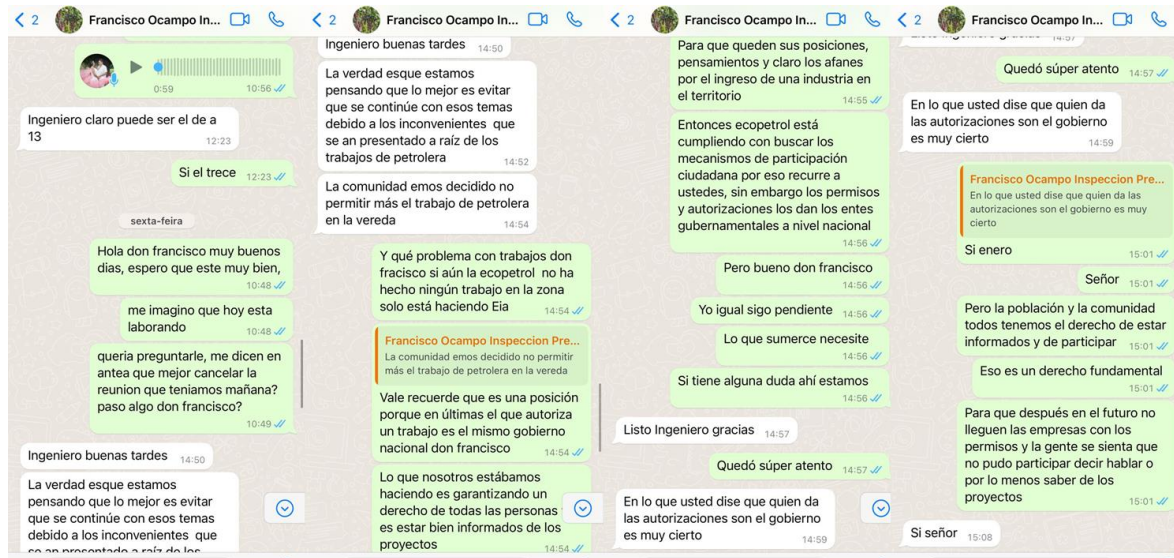 2
Francisco Ocampo In...
0:59
10:56
Ingeniero claro puede ser el de a
13
12:23
Si el trece
12:23
sexta-feira
Hola don francisco muy buenos
dias, espero que este muy bien,
10:48
me imagino que hoy esta
laborando
10:48
queria preguntarle, me dicen en
antea que mejor cancelar la
reunion que teniamos mañana?
paso algo don francisco?
10:49
Ingeniero buenas tardes
14:50
La verdad esque estamos
pensando que lo mejor es evitar
que se continúe con esos temas
debido a los inconvenientes que
se an presentado a raíz de los
2
Francisco Ocampo In...
Ingeniero buenas tardes
14:50
La verdad esque estamos
pensando que lo mejor es evitar
que se continúe con esos temas
debido a los inconvenientes que
se an presentado a raíz de los
trabajos de petrolera
14:52
La comunidad emos decidido no
permitir más el trabajo de petrolera
en la vereda
14:54
Y qué problema con trabajos don
fracisco si aún la ecopetrol no ha
hecho ningún trabajo en la zona
solo está haciendo Eia
14:54
Francisco Ocampo Inspeccion Pre...
La comunidad emos decidido no permitir
más el trabajo de petrolera en la vereda
Vale recuerde que es una posición
porque en últimas el que autoriza
un trabajo es el mismo gobierno
nacional don francisco
14:54
Lo que nosotros estábamos
haciendo es garantizando un
derecho de todas las personas
es estar bien informados de los
proyectos
14:54
2
Francisco Ocampo In...
Para que queden sus posiciones,
pensamientos y claro los afanes
por el ingreso de una industria en
el territorio
14:55
Entonces ecopetrol está
cumpliendo con buscar los
mecanismos de participación
ciudadana por eso recurre a
ustedes, sin embargo los permisos
y autorizaciones los dan los entes
gubernamentales a nivel nacional
14:56
Pero bueno don francisco
14:56
Yo igual sigo pendiente
14:56
Lo que sumerce necesite
14:56
Si tiene alguna duda ahí estamos
14:56
Listo Ingeniero gracias
14:57
Quedó súper atento
14:57
En lo que usted dise que quien da
las autorizaciones son el gobierno
es muy cierto
14:59
2
Francisco Ocampo In...
Listo Ingeniero gracias
14:57
Quedó súper atento
14:57
En lo que usted dise que quien da
las autorizaciones son el gobierno
es muy cierto
14:59
Francisco Ocampo Inspeccion Pre...
En lo que usted dise que quien da las
autorizaciones son el gobierno es muy
cierto
Si enero
15:01
Señor
15:01
Pero la población y la comunidad
todos tenemos el derecho de estar
informados y de participar
15:01
Eso es un derecho fundamental
15:01
Para que después en el futuro no
lleguen las empresas con los
permisos y la gente se sienta que
no pudo participar decir hablar o
por lo menos saber de los
proyectos
15:01
Si señor
15:08